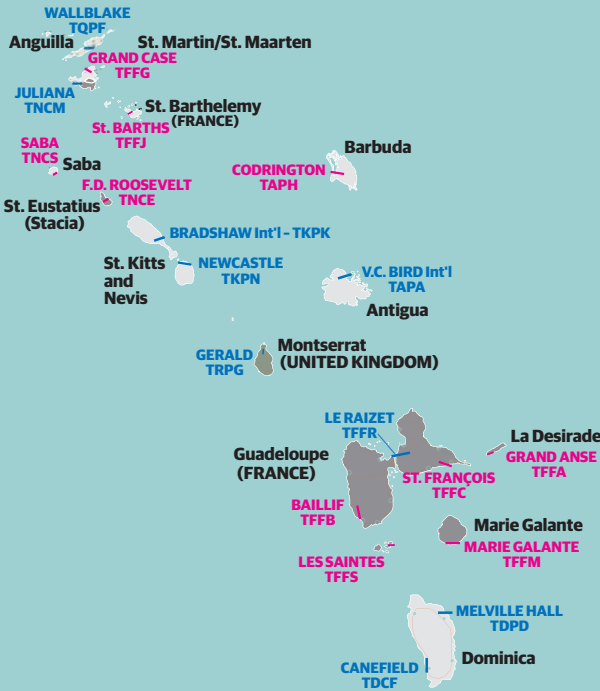 WALLBLAKE
TQPF
Anguilla
St. Martin/St. Maarten
GRAND CASE
TFFG
JULIANA
TNCM
St. Barthelemy
(FRANCE)
St. BARTHS
TFFJ
SABA
TNCS
Saba
Barbuda
CODRINGTON
TAPH
F.D. ROOSEVELT
TNCE
St. Eustatius
(Stacia)
BRADSHAW Int'l - TKPK
St. Kitts
and
Nevis
NEWCASTLE
TKPN
V.C. BIRD Int'l
TAPA
Antigua
GERALD
TRPG
Montserrat
(UNITED KINGDOM)
LE RAIZET
TFFR
Guadeloupe
(FRANCE)
La Desirade
GRAND ANSE
TFFA
ST. FRANÇOIS
TFFC
BAILLIF
TFFB
Marie Galante
MARIE GALANTE
TFFM
LES SAINTES
TFFS
MELVILLE HALL
TDPD
Dominica
CANEFIELD
TDCF